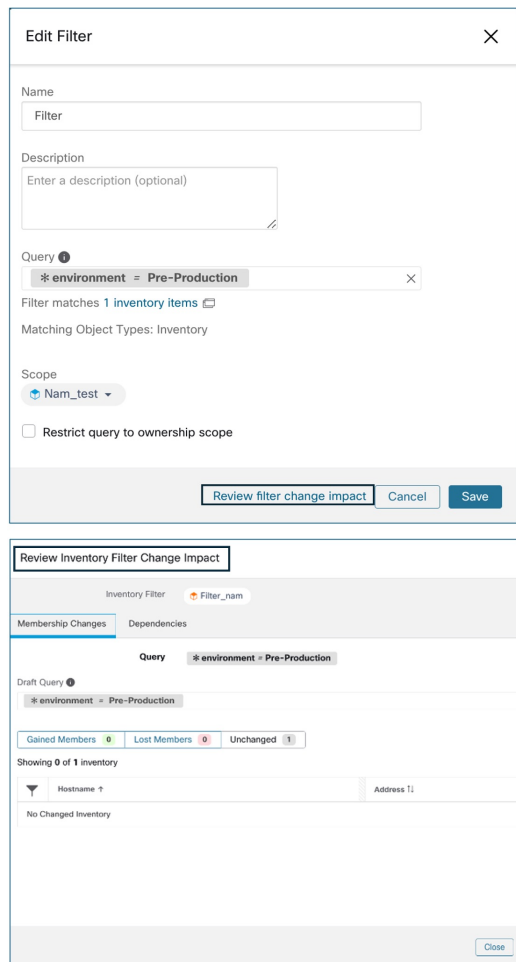 Edit Filter
Name
Filter
Description
Enter a description (optional)
Query
* environment = Pre-Production
Filter matches 1 inventory items
Matching Object Types: Inventory
Scope
Nam_test
Restrict query to ownership scope
Review filter change impact Cancel Save
Review Inventory Filter Change Impact
Inventory Filter Filter_nam
Membership Changes Dependencies
Query * environment = Pre-Production
Draft Query
* environment = Pre-Production
Gained Members 0 Lost Members 0 Unchanged 1
Showing 0 of 1 inventory
Hostname ↑ Address ↑↓
No Changed Inventory
Close